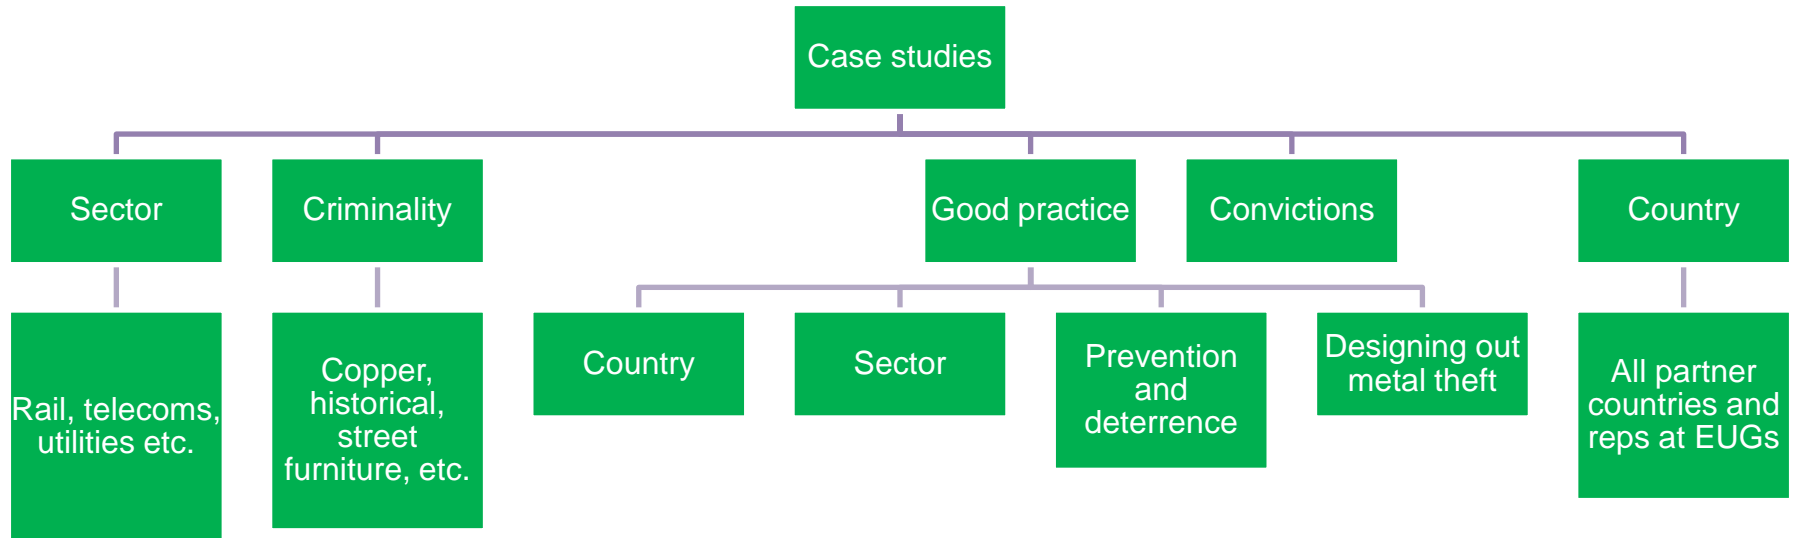 Case studies
Sector
Criminality
Good practice
Convictions
Country
Rail, telecoms,
utilities etc.
Copper,
historical,
street
furniture, etc.
Country
Sector
Prevention
and
deterrence
Designing out
metal theft
All partner
countries and
reps at EUGs